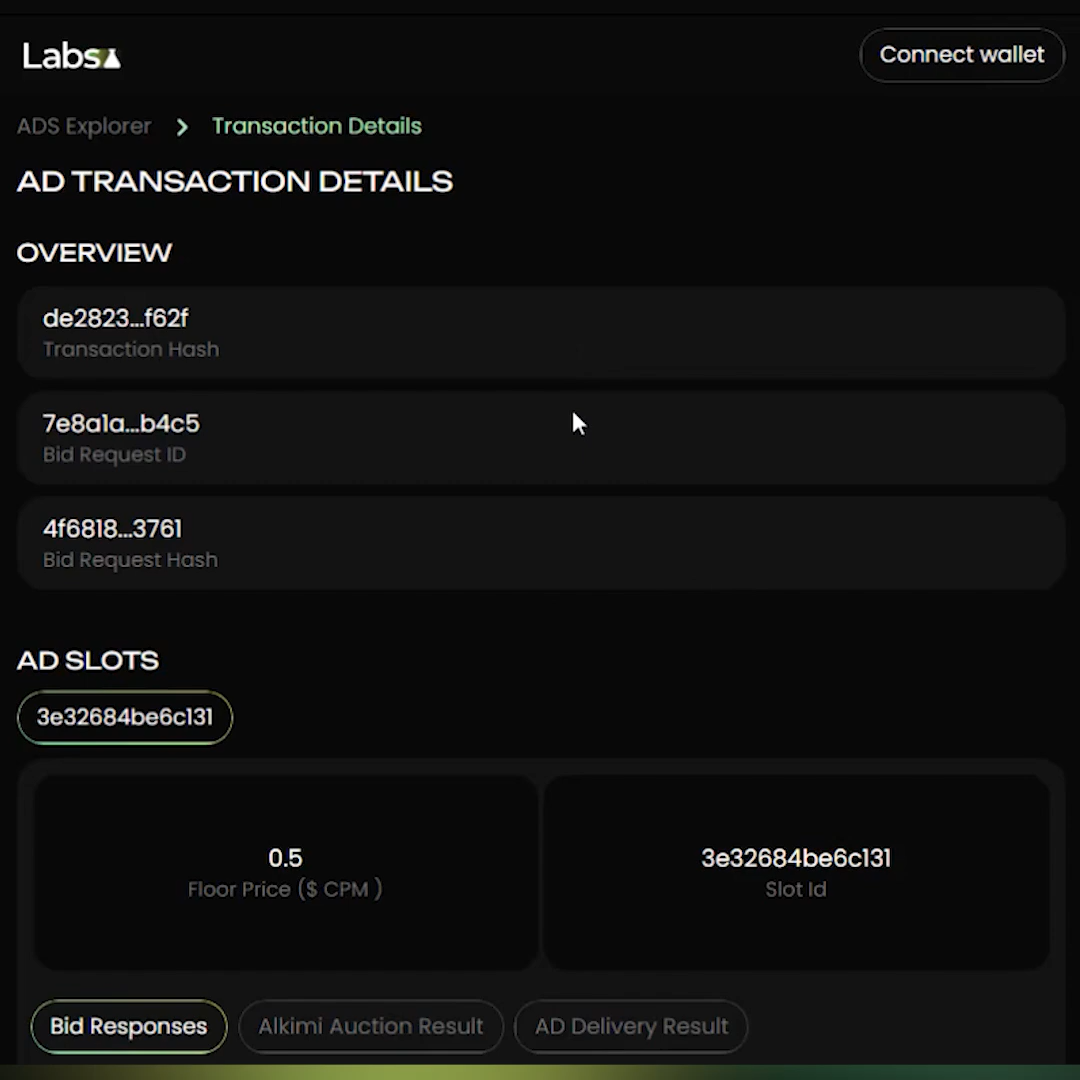 Labs
Connect wallet
ADS Explorer > Transaction Details
AD TRANSACTION DETAILS
OVERVIEW
de2823...f62f
Transaction Hash
7e8a1a...b4c5
Bid Request ID
4f6818...3761
Bid Request Hash
AD SLOTS
3e32684be6c131
0.5
Floor Price ($ CPM )
3e32684be6c131
Slot Id
Bid Responses
Alkimi Auction Result
AD Delivery Result